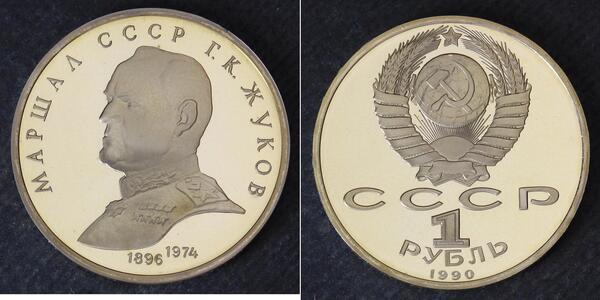 МАРШАЛ СССР Г.К. ЖУКОВ
1896 1974
СССР
1
РУБЛЬ
1990